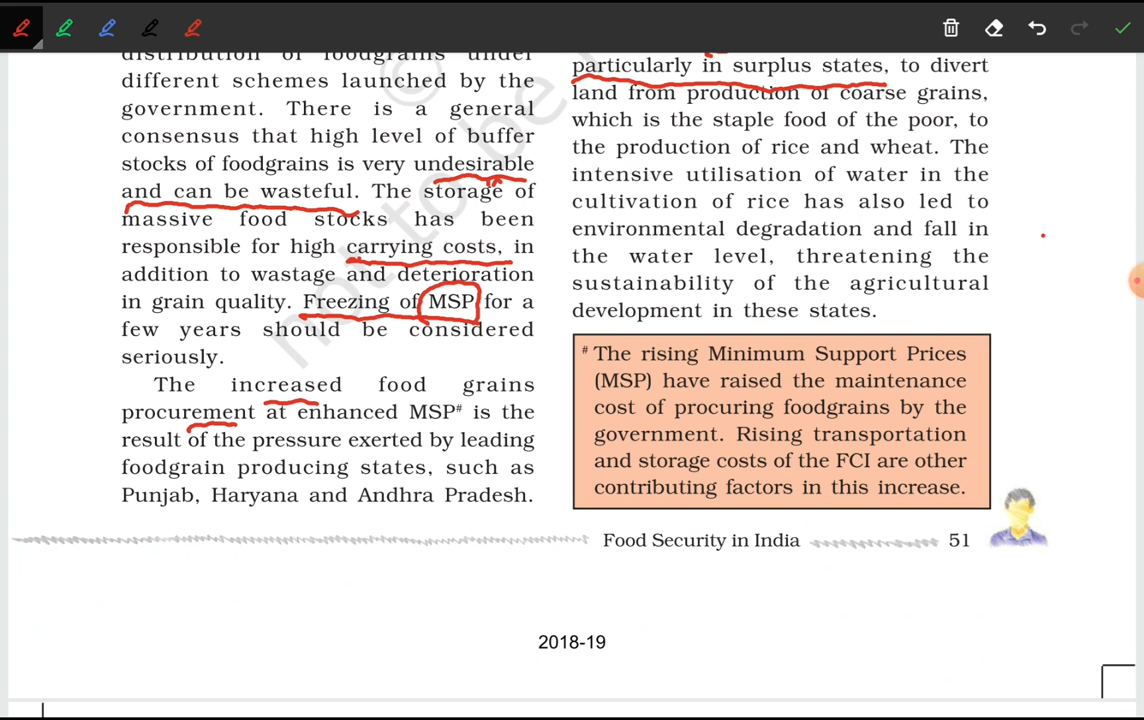 distribution of foodgrains under
different schemes launched by the
government. There is a general
consensus that high level of buffer
stocks of foodgrains is very undesirable
and can be wasteful. The storage of
massive food stocks has been
responsible for high carrying costs, in
addition to wastage and deterioration
in grain quality. Freezing of MSP for a
few years should be considered
seriously.
The increased food grains
procurement at enhanced MSP# is the
result of the pressure exerted by leading
foodgrain producing states, such as
Punjab, Haryana and Andhra Pradesh.
particularly in surplus states, to divert
land from production of coarse grains,
which is the staple food of the poor, to
the production of rice and wheat. The
intensive utilisation of water in the
cultivation of rice has also led to
environmental degradation and fall in
the water level, threatening the
sustainability of the agricultural
development in these states.
# The rising Minimum Support Prices
(MSP) have raised the maintenance
cost of procuring foodgrains by the
government. Rising transportation
and storage costs of the FCI are other
contributing factors in this increase.
Food Security in India 51
2018-19
© not to be